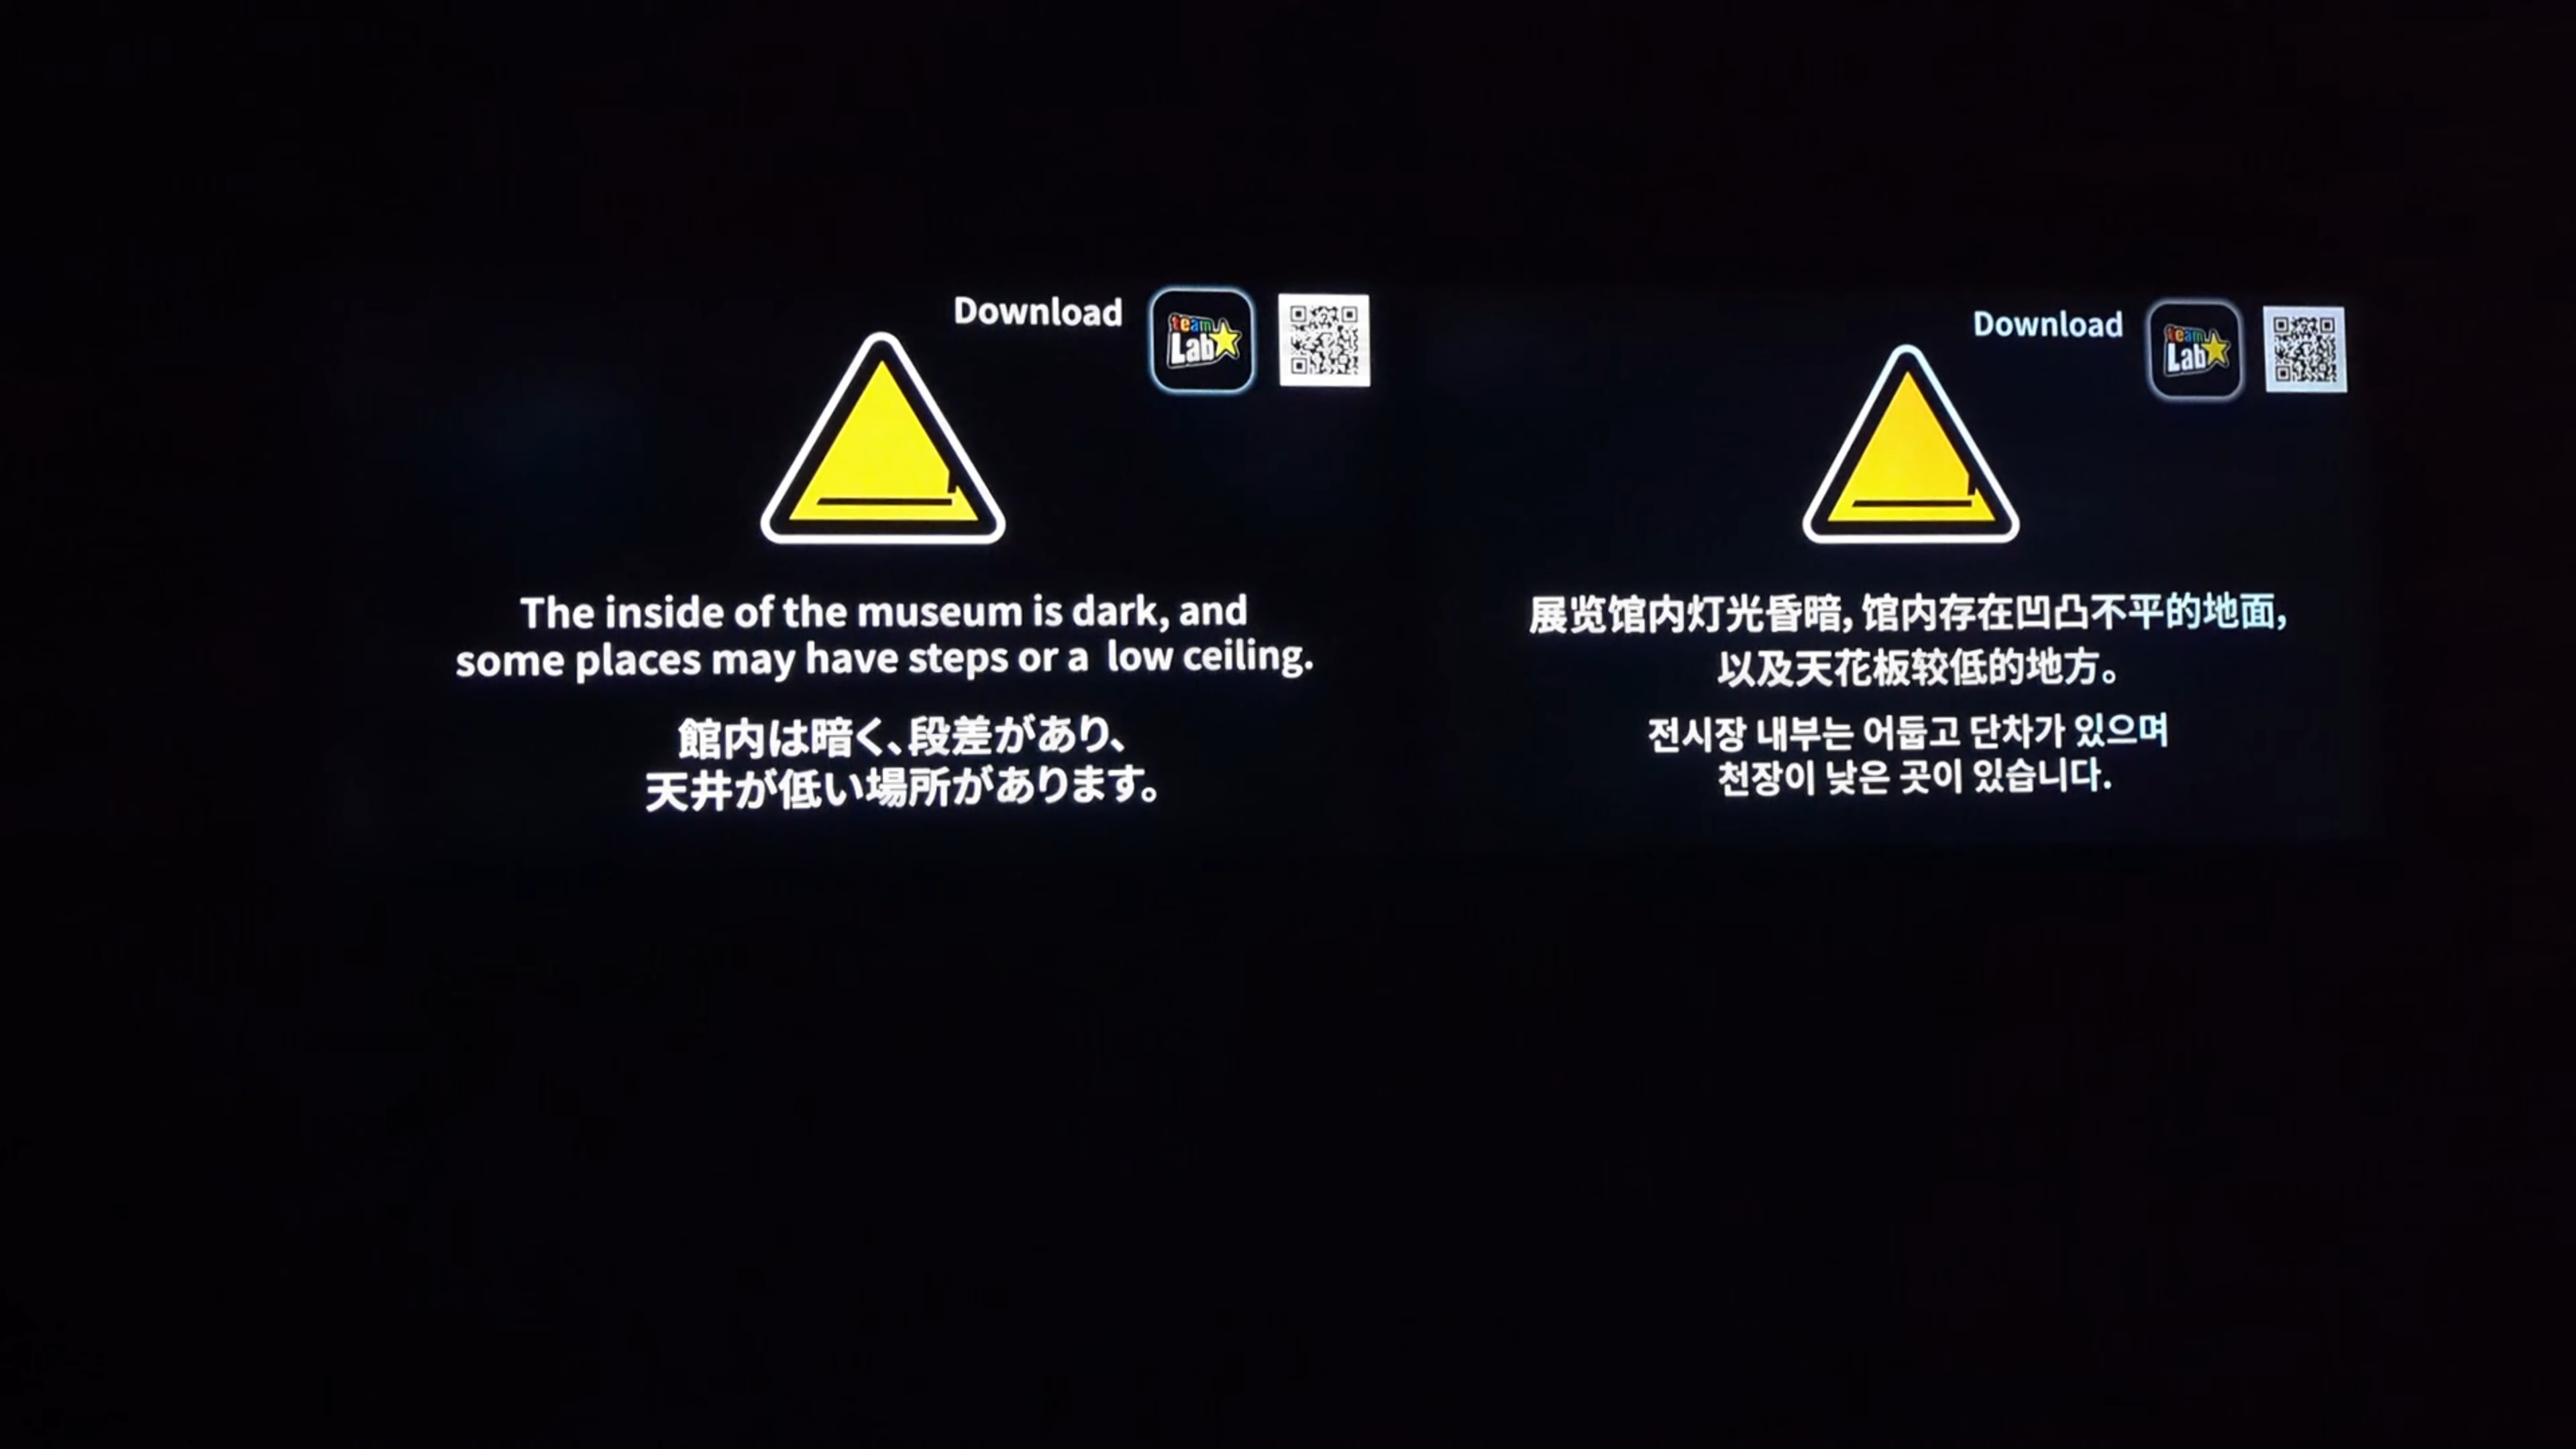 Download
team
Lab
The inside of the museum is dark, and
some places may have steps or a low ceiling.
館内は暗く、段差があり、
天井が低い場所があります。
Download
team
Lab
展览馆内灯光昏暗，馆内存在凹凸不平的地面，
以及天花板较低的地方。
전시장 내부는 어둡고 단차가 있으며
천장이 낮은 곳이 있습니다.